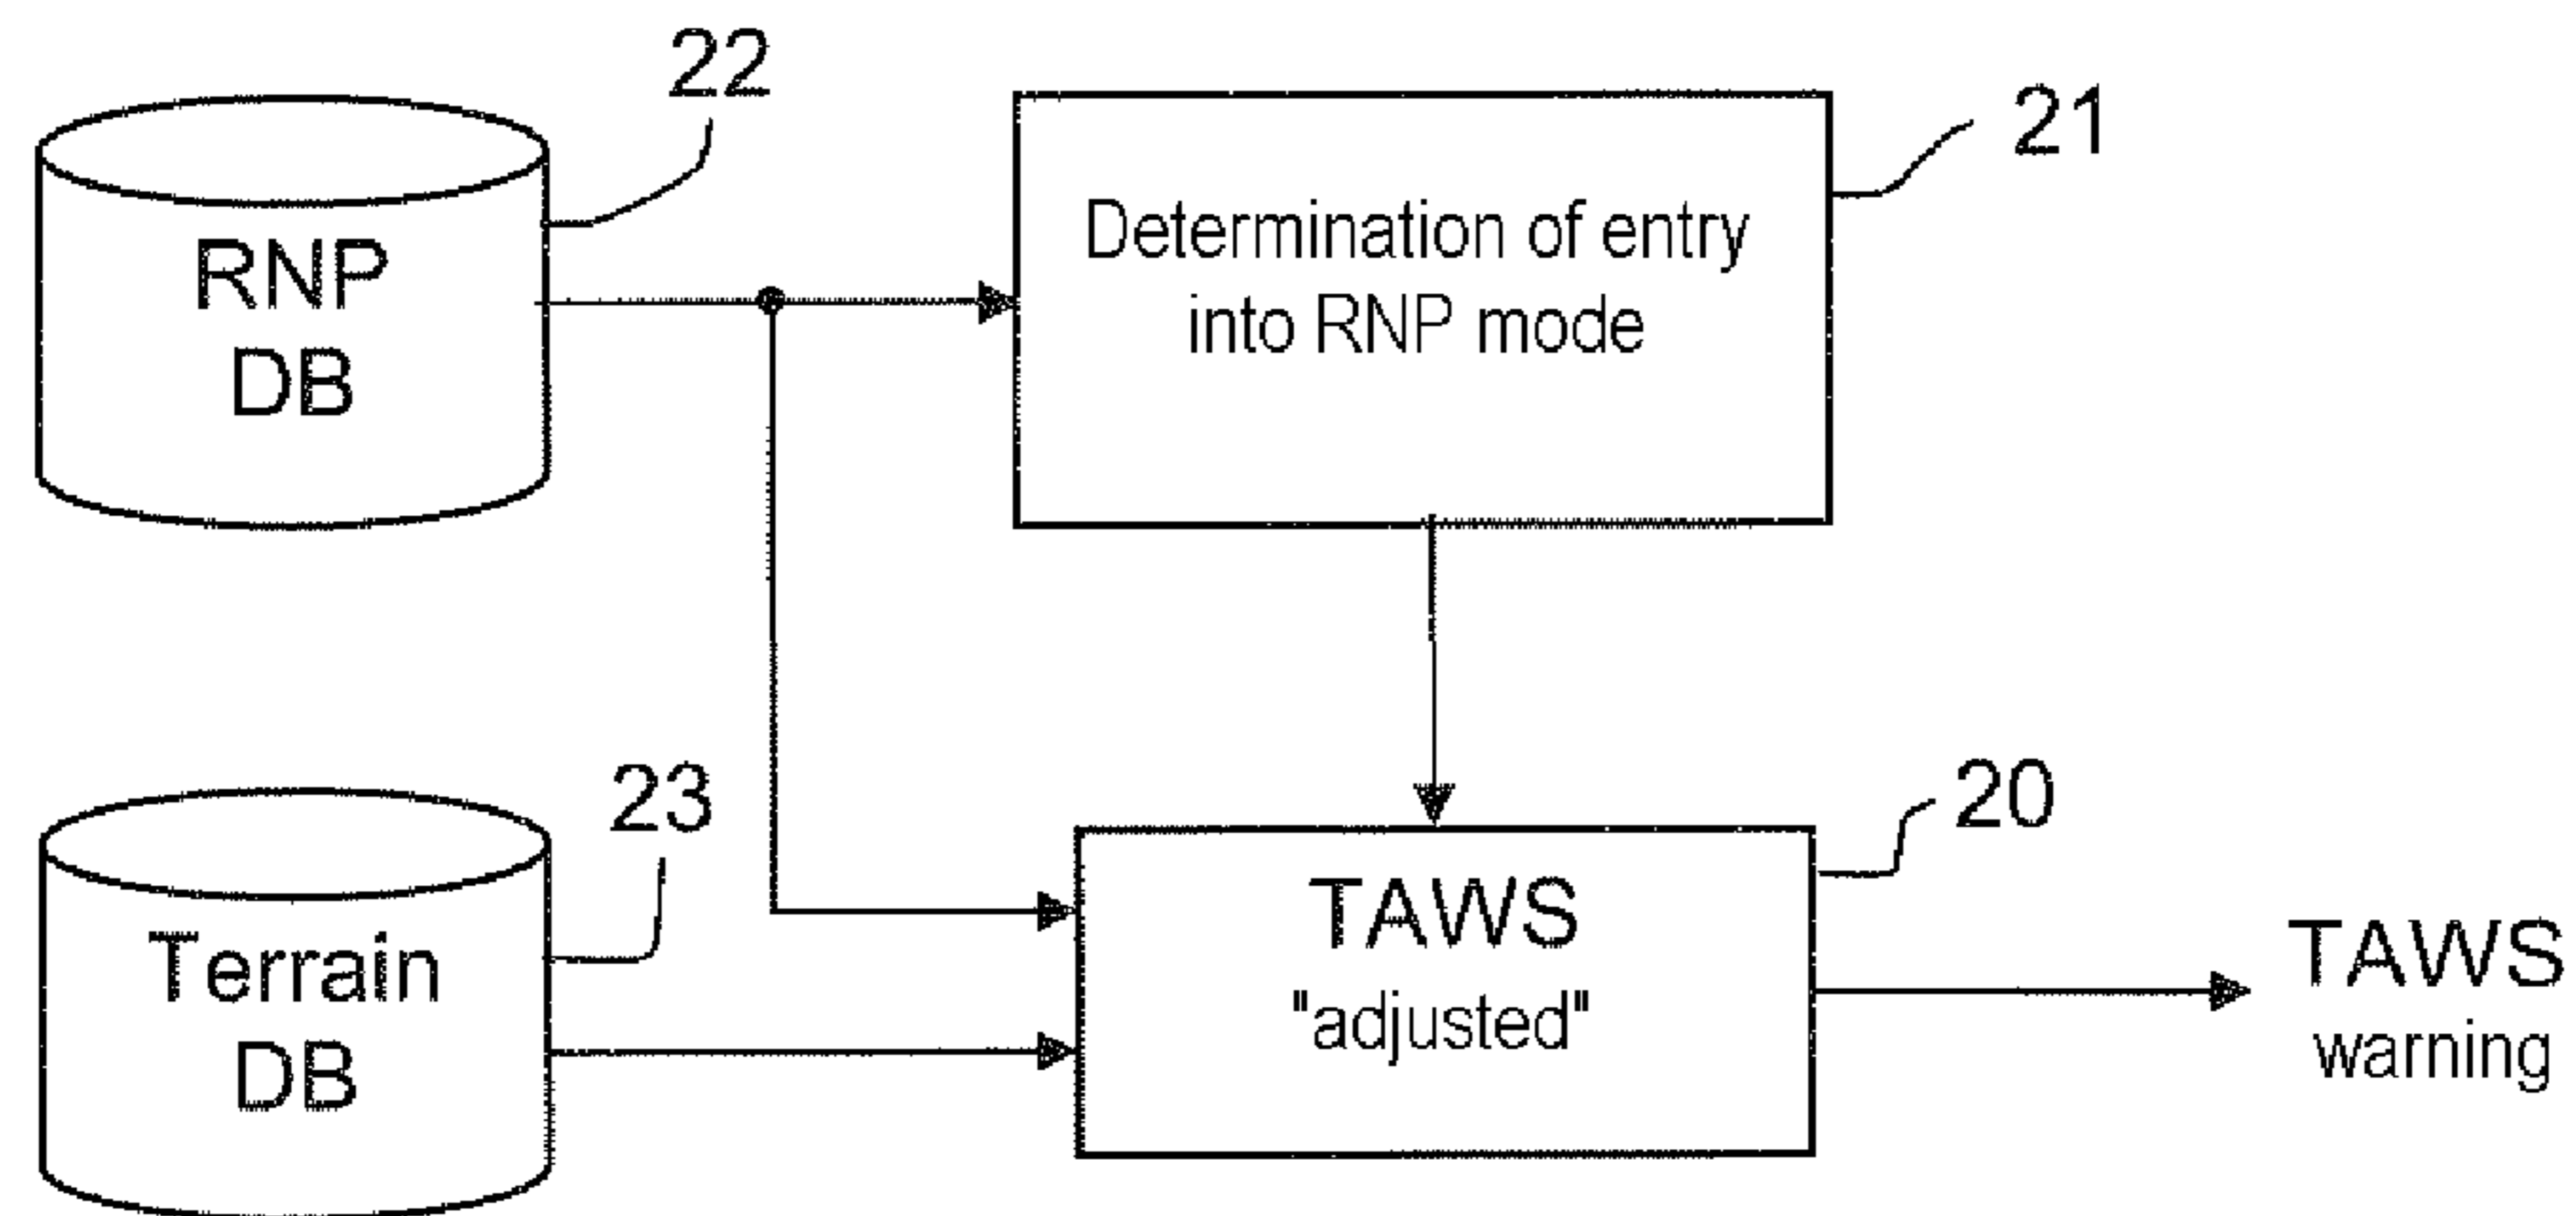 22
RNP
DB
21
Determination of entry
into RNP mode
23
Terrain
DB
20
TAWS
"adjusted"
TAWS
warning